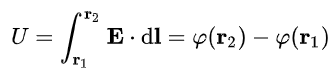 U = ∫_{r₁}^{r₂} E · dl = φ(r₂) − φ(r₁)